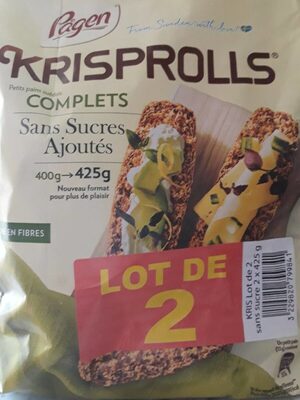 Pågen
From Sweden with love!
KRISPROLLS®
Petits pains suédois
COMPLETS
Sans Sucres
Ajoutés
400g→425g
Nouveau format
pour plus de plaisir
EN FIBRES
LOT DE
2
KRIS Lot de 2
sans sucre 2 x 425 g
3229820799841